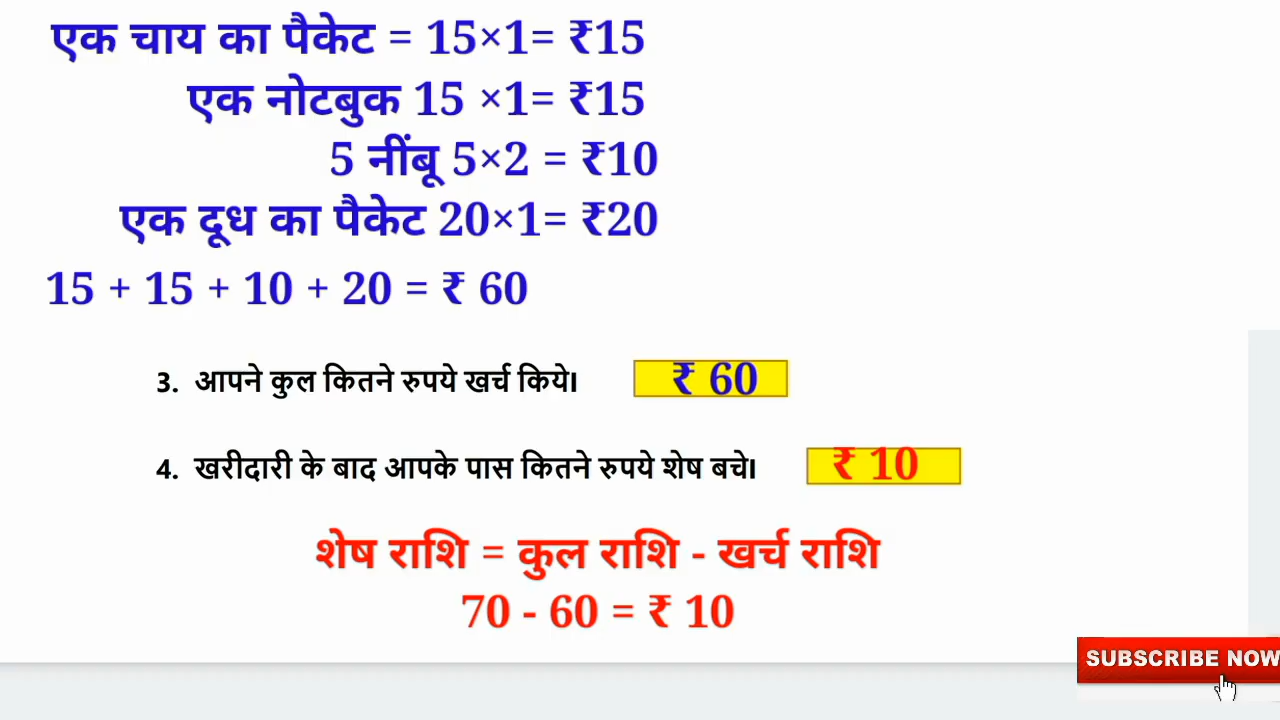 एक चाय का पैकेट = 15×1= ₹15
एक नोटबुक 15 ×1= ₹15
5 नींबू 5×2 = ₹10
एक दूध का पैकेट 20×1= ₹20
15 + 15 + 10 + 20 = ₹ 60
3. आपने कुल कितने रुपये खर्च किये। ₹ 60
4. खरीदारी के बाद आपके पास कितने रुपये शेष बचे। ₹ 10
शेष राशि = कुल राशि - खर्च राशि
70 - 60 = ₹ 10
SUBSCRIBE NOW